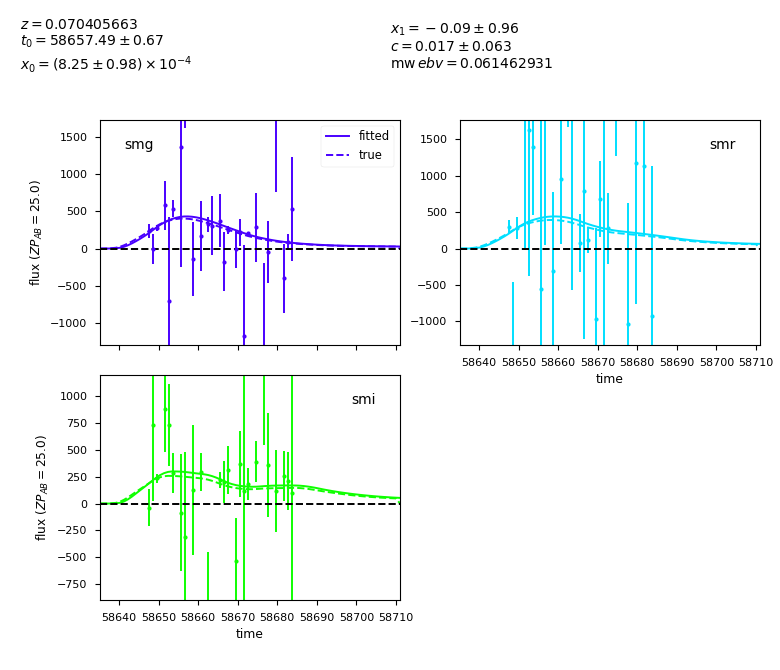 z = 0.070405663
t₀ = 58657.49 ± 0.67
x₀ = (8.25 ± 0.98) × 10⁻⁴
x₁ = −0.09 ± 0.96
c = 0.017 ± 0.063
mw ebv = 0.061462931
smg
fitted
true
1500
1000
500
0
−500
−1000
flux (ZP_AB = 25.0)
smr
1500
1000
500
0
−500
−1000
58640 58650 58660 58670 58680 58690 58700 58710
time
smi
1000
750
500
250
0
−250
−500
−750
flux (ZP_AB = 25.0)
58640 58650 58660 58670 58680 58690 58700 58710
time